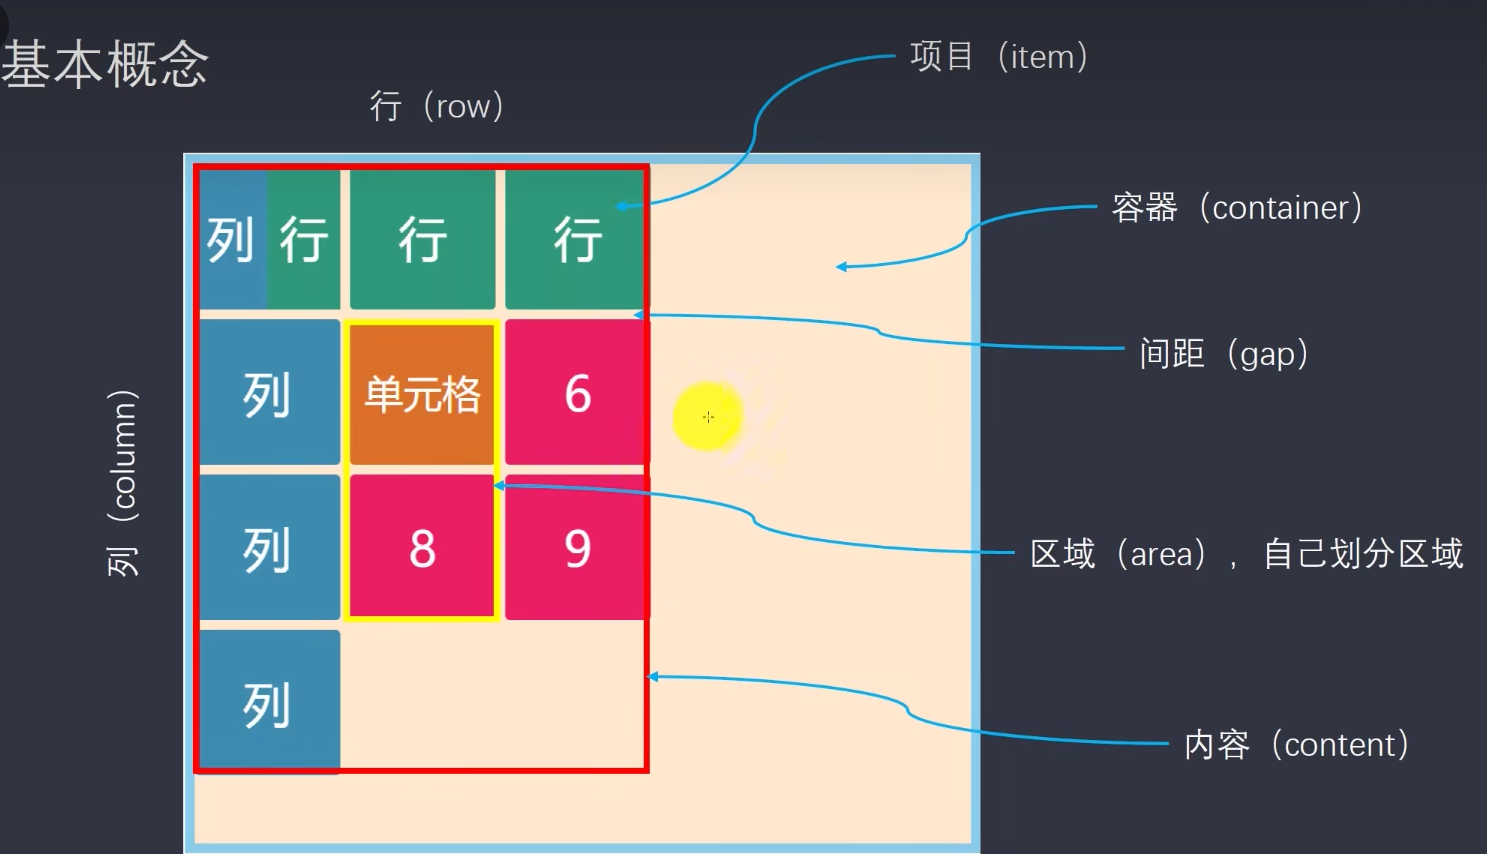 基本概念
项目（item）
行（row）
列 行 行 行
容器（container）
间距（gap）
列 单元格 6
列（column）
列 8 9
区域（area），自己划分区域
列
内容（content）